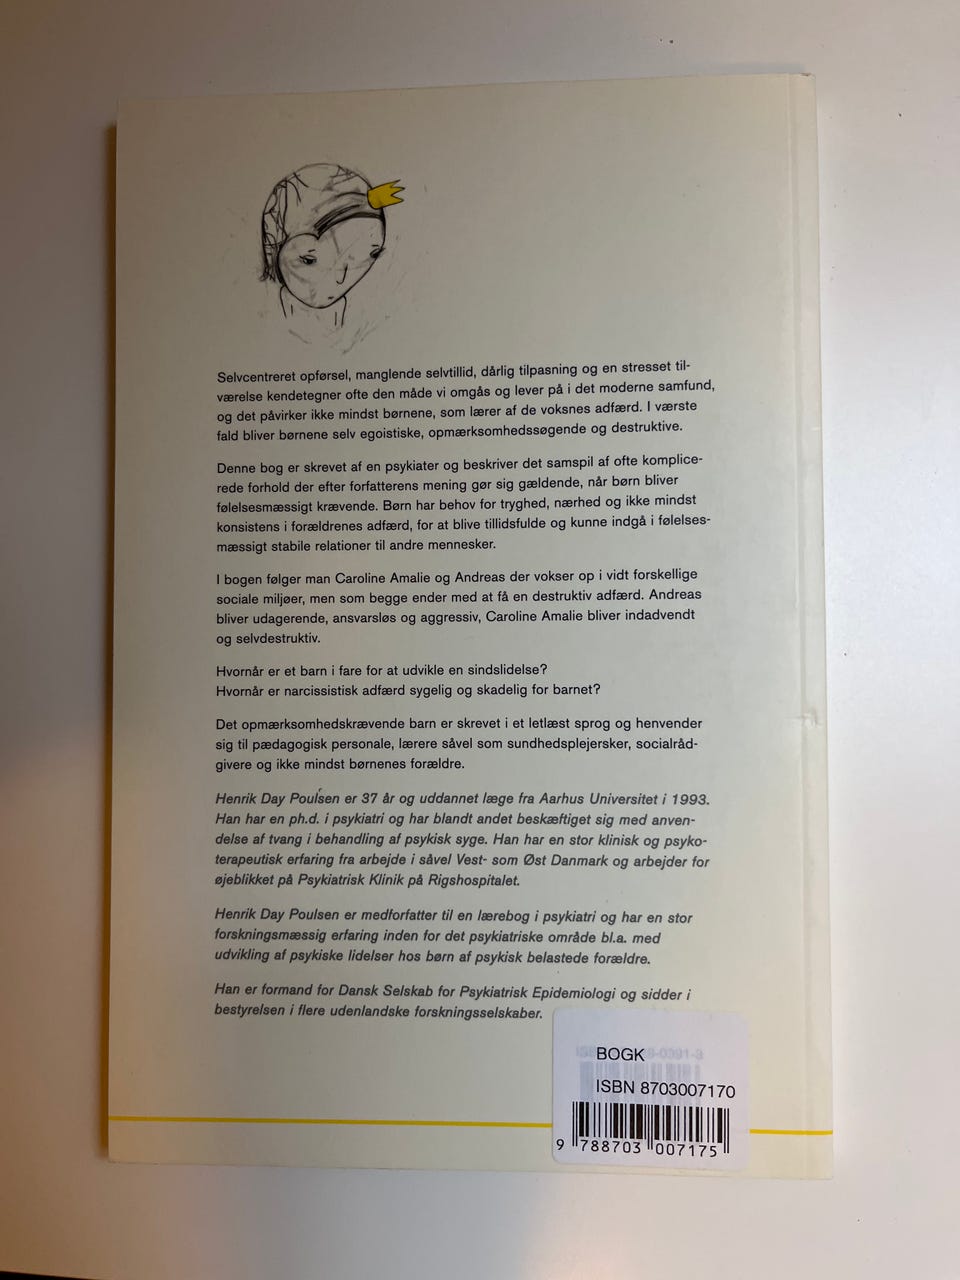 Selvcentreret opførsel, manglende selvtillid, dårlig tilpasning og en stresset til-
værelse kendetegner ofte den måde vi omgås og lever på i det moderne samfund,
og det påvirker ikke mindst børnene, som lærer af de voksnes adfærd. I værste
fald bliver børnene selv egoistiske, opmærksomhedssøgende og destruktive.
Denne bog er skrevet af en psykiater og beskriver det samspil af ofte komplice-
rede forhold der efter forfatterens mening gør sig gældende, når børn bliver
følelsesmæssigt krævende. Børn har behov for tryghed, nærhed og ikke mindst
konsistens i forældrenes adfærd, for at blive tillidsfulde og kunne indgå i følelses-
mæssigt stabile relationer til andre mennesker.
I bogen følger man Caroline Amalie og Andreas der vokser op i vidt forskellige
sociale miljøer, men som begge ender med at få en destruktiv adfærd. Andreas
bliver udagerende, ansvarsløs og aggressiv, Caroline Amalie bliver indadvendt
og selvdestruktiv.
Hvornår er et barn i fare for at udvikle en sindslidelse?
Hvornår er narcissistisk adfærd sygelig og skadelig for barnet?
Det opmærksomhedskrævende barn er skrevet i et letlæst sprog og henvender
sig til pædagogisk personale, lærere såvel som sundhedsplejersker, socialråd-
givere og ikke mindst børnenes forældre.
Henrik Day Poulsen er 37 år og uddannet læge fra Aarhus Universitet i 1993.
Han har en ph.d. i psykiatri og har blandt andet beskæftiget sig med anven-
delse af tvang i behandling af psykisk syge. Han har en stor klinisk og psyko-
terapeutisk erfaring fra arbejde i såvel Vest- som Øst Danmark og arbejder for
øjeblikket på Psykiatrisk Klinik på Rigshospitalet.
Henrik Day Poulsen er medforfatter til en lærebog i psykiatri og har en stor
forskningsmæssig erfaring inden for det psykiatriske område bl.a. med
udvikling af psykiske lidelser hos børn af psykisk belastede forældre.
Han er formand for Dansk Selskab for Psykiatrisk Epidemiologi og sidder i
bestyrelsen i flere udenlandske forskningsselskaber.
BOGK
ISBN 8703007170
9 788703 007175